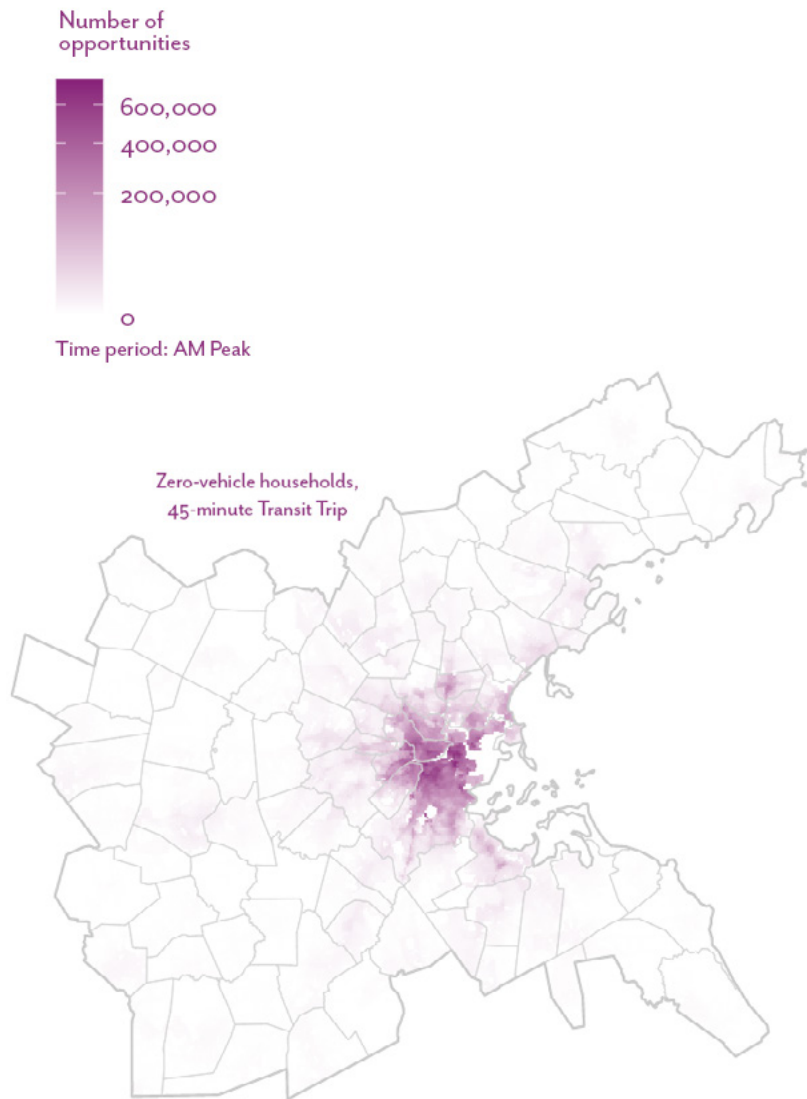 Number of
opportunities
600,000
400,000
200,000
0
Time period: AM Peak
Zero-vehicle households,
45-minute Transit Trip